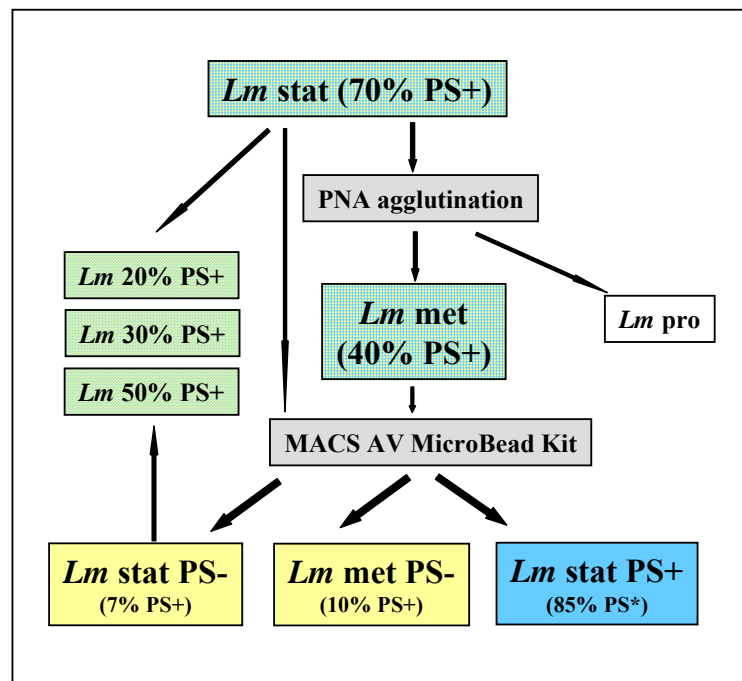 Lm stat (70% PS+)
PNA agglutination
Lm 20% PS+
Lm 30% PS+
Lm 50% PS+
Lm met
(40% PS+)
Lm pro
MACS AV MicroBead Kit
Lm stat PS-
(7% PS+)
Lm met PS-
(10% PS+)
Lm stat PS+
(85% PS*)